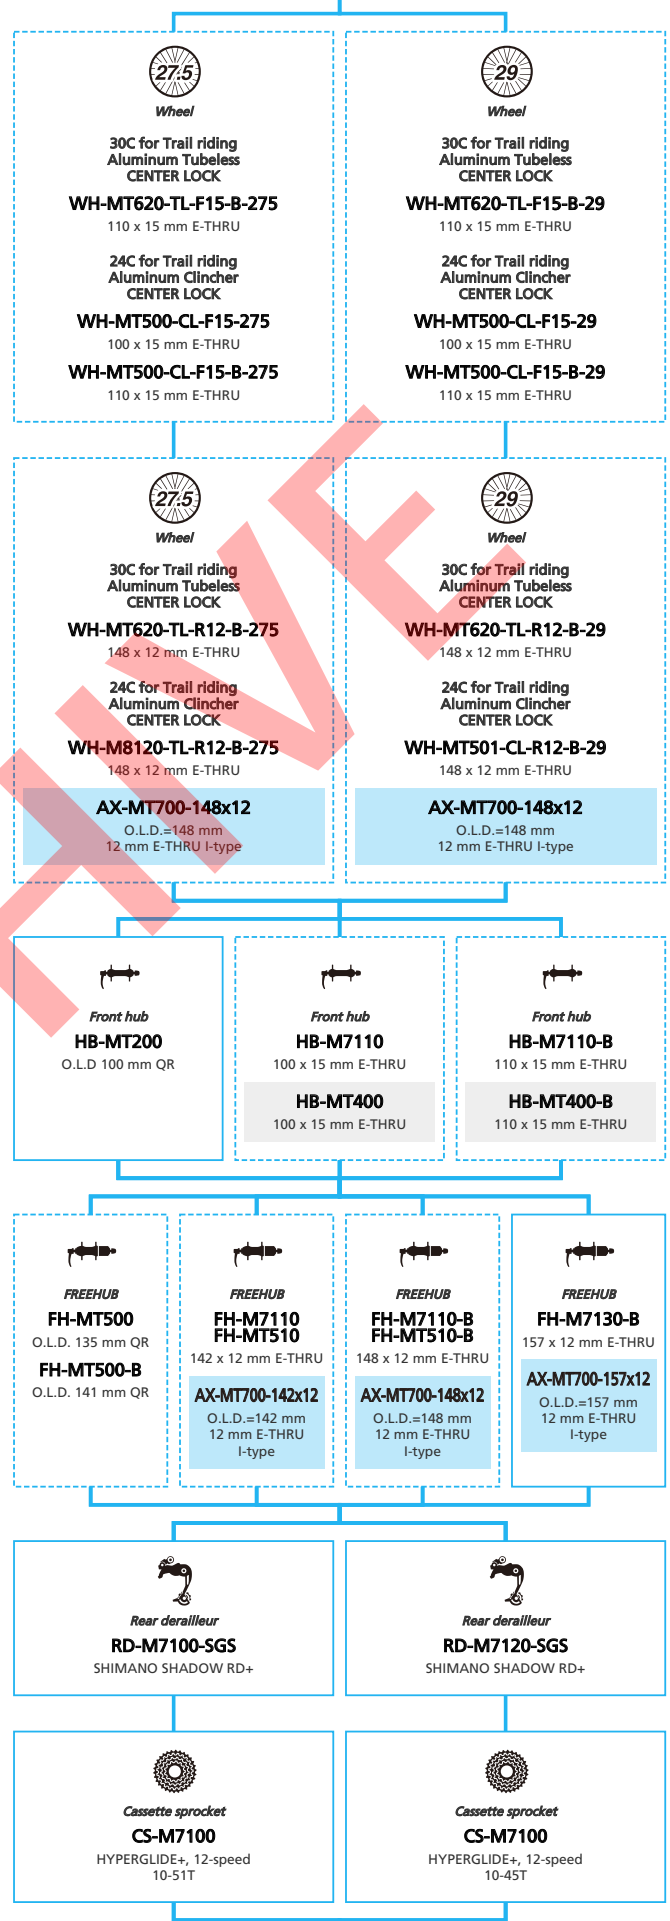 27.5
Wheel
30C for Trail riding
Aluminum Tubeless
CENTER LOCK
WH-MT620-TL-F15-B-275
110 x 15 mm E-THRU
24C for Trail riding
Aluminum Clincher
CENTER LOCK
WH-MT500-CL-F15-275
100 x 15 mm E-THRU
WH-MT500-CL-F15-B-275
110 x 15 mm E-THRU
29
Wheel
30C for Trail riding
Aluminum Tubeless
CENTER LOCK
WH-MT620-TL-F15-B-29
110 x 15 mm E-THRU
24C for Trail riding
Aluminum Clincher
CENTER LOCK
WH-MT500-CL-F15-29
100 x 15 mm E-THRU
WH-MT500-CL-F15-B-29
110 x 15 mm E-THRU
27.5
Wheel
30C for Trail riding
Aluminum Tubeless
CENTER LOCK
WH-MT620-TL-R12-B-275
148 x 12 mm E-THRU
24C for Trail riding
Aluminum Clincher
CENTER LOCK
WH-M8120-TL-R12-B-275
148 x 12 mm E-THRU
AX-MT700-148x12
O.L.D.=148 mm
12 mm E-THRU I-type
29
Wheel
30C for Trail riding
Aluminum Tubeless
CENTER LOCK
WH-MT620-TL-R12-B-29
148 x 12 mm E-THRU
24C for Trail riding
Aluminum Clincher
CENTER LOCK
WH-MT501-CL-R12-B-29
148 x 12 mm E-THRU
AX-MT700-148x12
O.L.D.=148 mm
12 mm E-THRU I-type
HIVE
Front hub
HB-MT200
O.L.D 100 mm QR
Front hub
HB-M7110
100 x 15 mm E-THRU
HB-MT400
100 x 15 mm E-THRU
Front hub
HB-M7110-B
110 x 15 mm E-THRU
HB-MT400-B
110 x 15 mm E-THRU
FREEHUB
FH-MT500
O.L.D. 135 mm QR
FH-MT500-B
O.L.D. 141 mm QR
FREEHUB
FH-M7110
FH-MT510
142 x 12 mm E-THRU
AX-MT700-142x12
O.L.D.=142 mm
12 mm E-THRU
I-type
FREEHUB
FH-M7110-B
FH-MT510-B
148 x 12 mm E-THRU
AX-MT700-148x12
O.L.D.=148 mm
12 mm E-THRU
I-type
FREEHUB
FH-M7130-B
157 x 12 mm E-THRU
AX-MT700-157x12
O.L.D.=157 mm
12 mm E-THRU
I-type
Rear derailleur
RD-M7100-SGS
SHIMANO SHADOW RD+
Rear derailleur
RD-M7120-SGS
SHIMANO SHADOW RD+
Cassette sprocket
CS-M7100
HYPERGLIDE+, 12-speed
10-51T
Cassette sprocket
CS-M7100
HYPERGLIDE+, 12-speed
10-45T